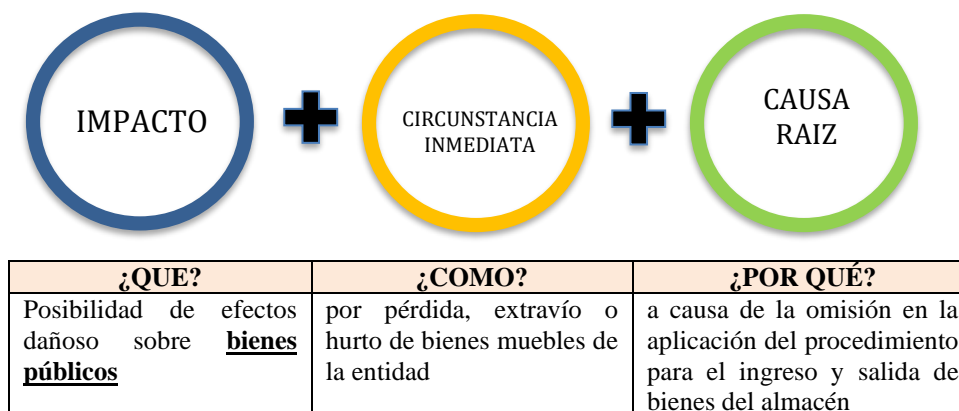 IMPACTO
CIRCUNSTANCIA
INMEDIATA
CAUSA
RAIZ
¿QUE?
¿COMO?
¿POR QUÉ?
Posibilidad de efectos
dañoso sobre bienes
públicos
por pérdida, extravío o
hurto de bienes muebles de
la entidad
a causa de la omisión en la
aplicación del procedimiento
para el ingreso y salida de
bienes del almacén